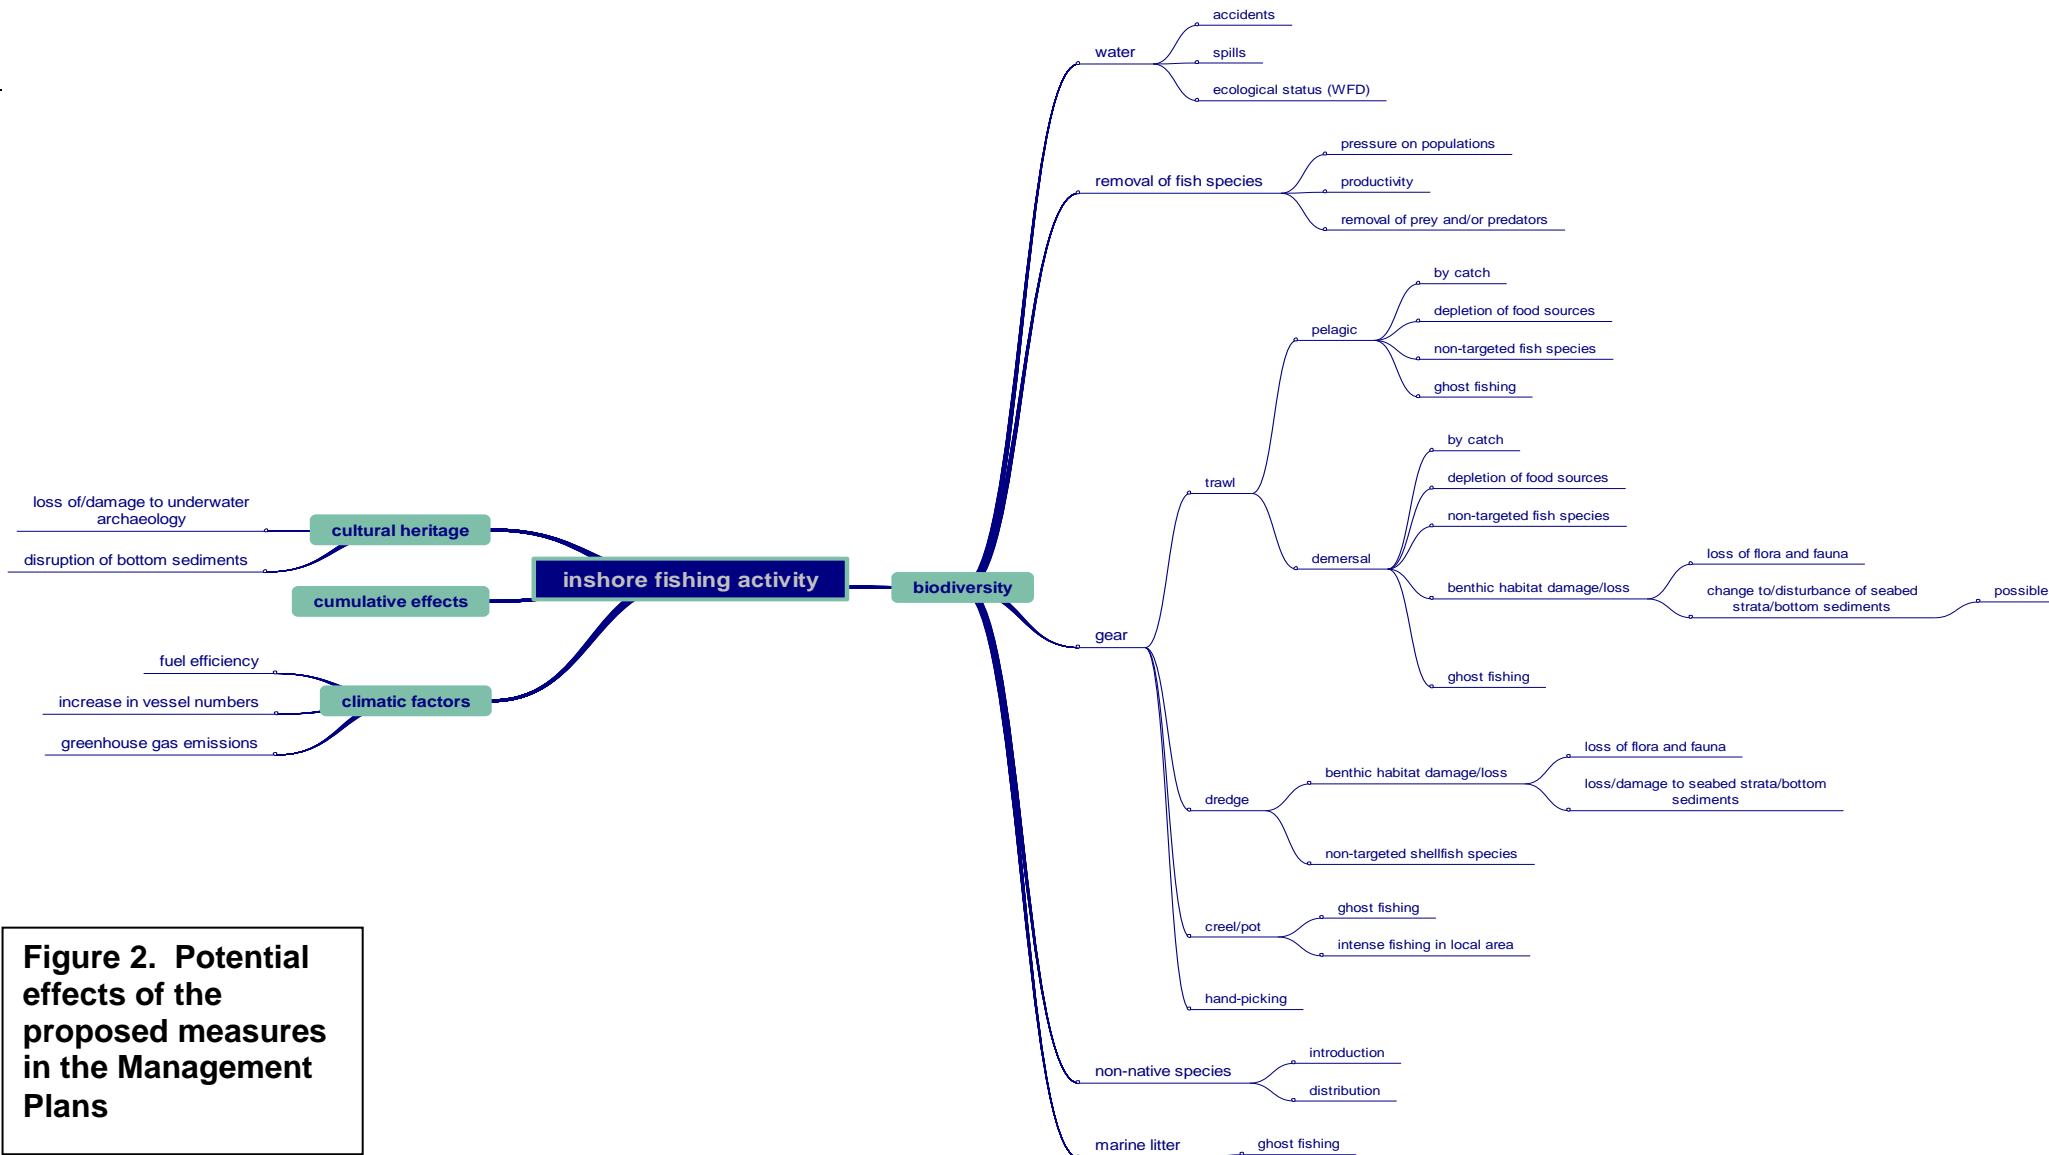 accidents
water
spills
ecological status (WFD)
pressure on populations
removal of fish species
productivity
removal of prey and/or predators
by catch
depletion of food sources
pelagic
non-targeted fish species
ghost fishing
trawl
by catch
depletion of food sources
non-targeted fish species
demersal
benthic habitat damage/loss
loss of flora and fauna
change to/disturbance of seabed
strata/bottom sediments
possible
ghost fishing
loss of/damage to underwater
archaeology
cultural heritage
disruption of bottom sediments
inshore fishing activity
biodiversity
cumulative effects
gear
fuel efficiency
climatic factors
increase in vessel numbers
greenhouse gas emissions
loss of flora and fauna
benthic habitat damage/loss
loss/damage to seabed strata/bottom
sediments
dredge
non-targeted shellfish species
ghost fishing
creel/pot
intense fishing in local area
hand-picking
introduction
non-native species
distribution
marine litter
ghost fishing
Figure 2. Potential
effects of the
proposed measures
in the Management
Plans